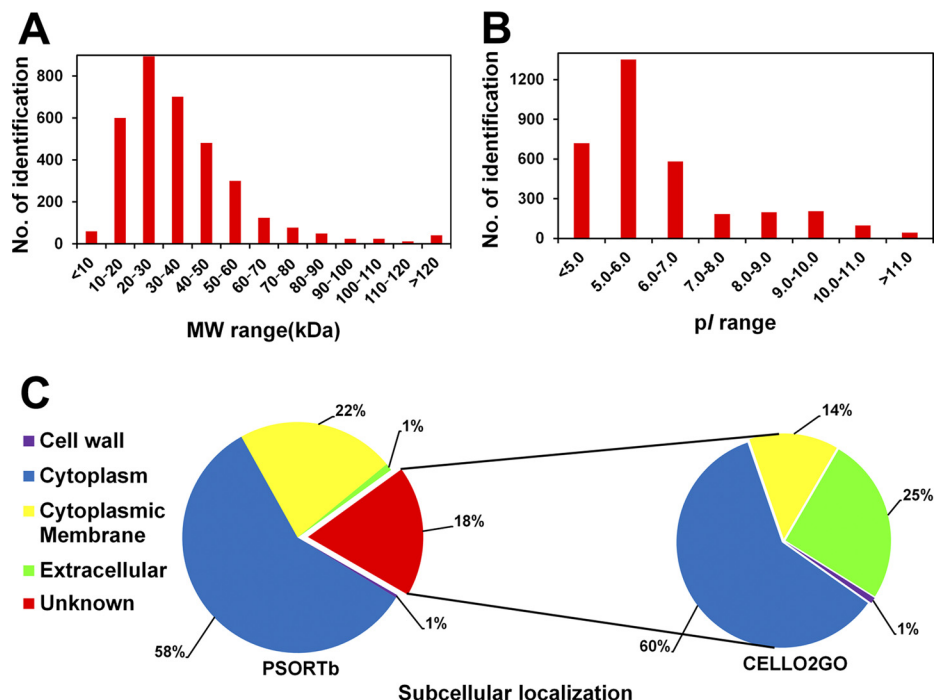 A
No. of identification
800
600
400
200
0
<10
10-20
20-30
30-40
40-50
50-60
60-70
70-80
80-90
90-100
100-110
110-120
>120
MW range(kDa)
B
No. of identification
1200
900
600
300
0
<5.0
5.0-6.0
6.0-7.0
7.0-8.0
8.0-9.0
9.0-10.0
10.0-11.0
>11.0
pI range
C
Cell wall
Cytoplasm
Cytoplasmic
Membrane
Extracellular
Unknown
22%
1%
18%
1%
58%
PSORTb
14%
25%
1%
60%
CELLO2GO
Subcellular localization